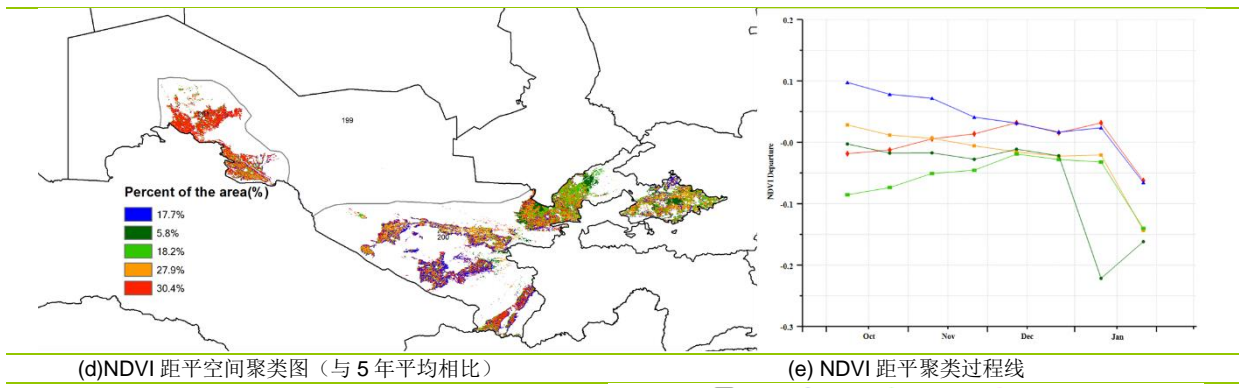 199
200
Percent of the area(%)
17.7%
5.8%
18.2%
27.9%
30.4%
0.2
0.1
-0.0
-0.1
-0.2
-0.3
NDVI Departure
Oct Nov Dec Jan
(d)NDVI 距平空间聚类图（与 5 年平均相比）
(e) NDVI 距平聚类过程线